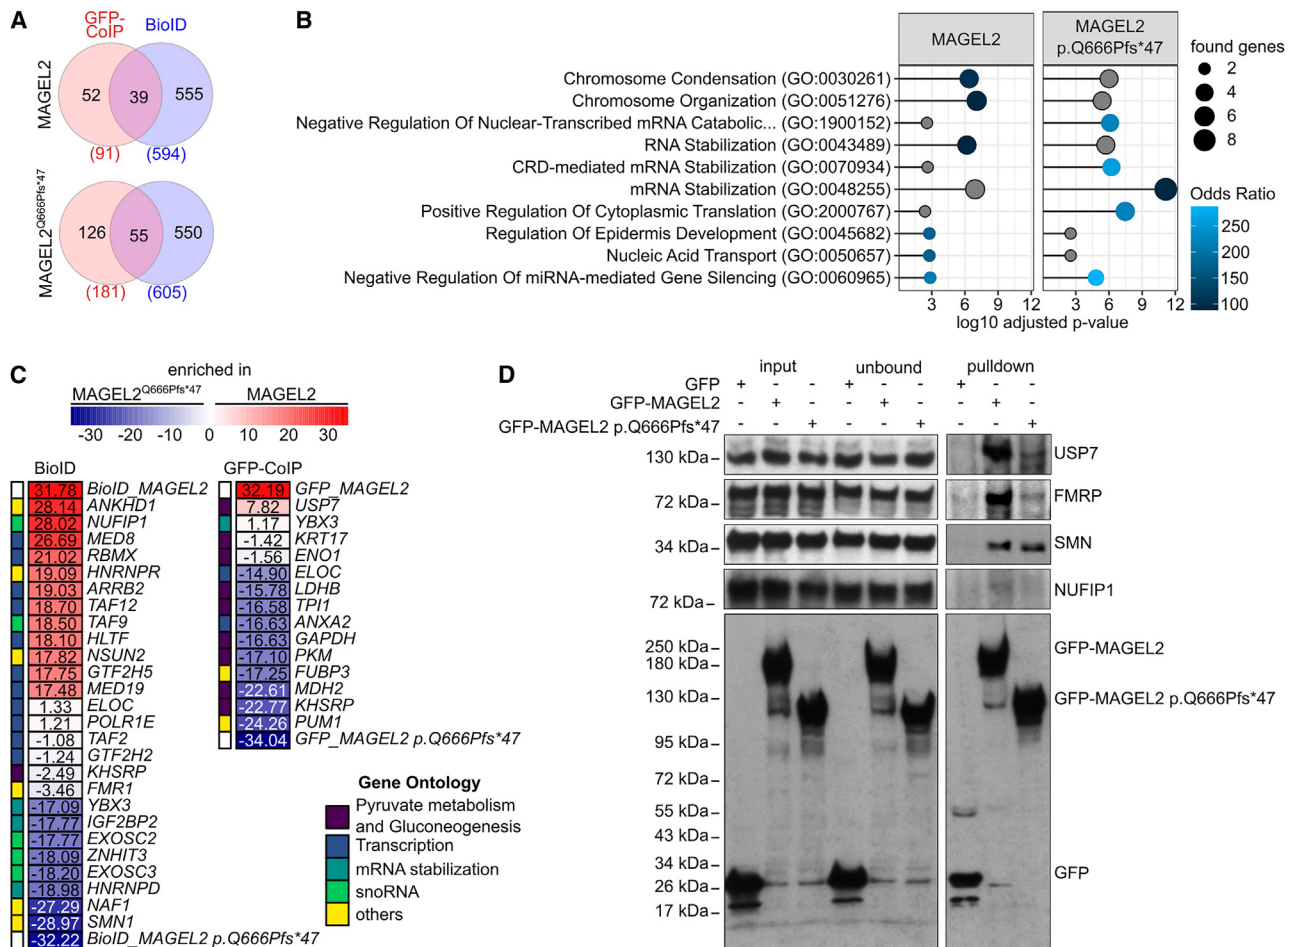 A
GFP-CoIP
BioID
MAGEL2
52
39
555
(91)
(594)
MAGEL2Q666Pfs*47
126
55
550
(181)
(605)
B
MAGEL2
MAGEL2
p.Q666Pfs*47
Chromosome Condensation (GO:0030261)
Chromosome Organization (GO:0051276)
Negative Regulation Of Nuclear-Transcribed mRNA Catabolic... (GO:1900152)
RNA Stabilization (GO:0043489)
CRD-mediated mRNA Stabilization (GO:0070934)
mRNA Stabilization (GO:0048255)
Positive Regulation Of Cytoplasmic Translation (GO:2000767)
Regulation Of Epidermis Development (GO:0045682)
Nucleic Acid Transport (GO:0050657)
Negative Regulation Of miRNA-mediated Gene Silencing (GO:0060965)
3 6 9 12 3 6 9 12
log10 adjusted p-value
found genes
2
4
6
8
Odds Ratio
250
200
150
100
C
enriched in
MAGEL2Q666Pfs*47 MAGEL2
-30 -20 -10 0 10 20 30
BioID
31.78 BioID_MAGEL2
28.14 ANKHD1
28.02 NUFIP1
26.69 MED8
21.02 RBMX
19.09 HNRNPR
19.03 ARRB2
18.70 TAF12
18.50 TAF9
18.10 HLTF
17.82 NSUN2
17.75 GTF2H5
17.48 MED19
1.33 ELOC
1.21 POLR1E
-1.08 TAF2
-1.24 GTF2H2
-2.49 KHSRP
-3.46 FMR1
-17.09 YBX3
-17.77 IGF2BP2
-17.77 EXOSC2
-18.09 ZNHIT3
-18.20 EXOSC3
-18.98 HNRNPD
-27.29 NAF1
-28.97 SMN1
-32.22 BioID_MAGEL2 p.Q666Pfs*47
GFP-CoIP
32.19 GFP_MAGEL2
7.82 USP7
1.17 YBX3
-1.42 KRT17
-1.56 ENO1
-14.90 ELOC
-15.78 LDHB
-16.58 TPI1
-16.63 ANXA2
-16.63 GAPDH
-17.10 PKM
-17.25 FUBP3
-22.61 MDH2
-22.77 KHSRP
-24.26 PUM1
-34.04 GFP_MAGEL2 p.Q666Pfs*47
Gene Ontology
Pyruvate metabolism
and Gluconeogenesis
Transcription
mRNA stabilization
snoRNA
others
D
input unbound pulldown
GFP + - - + - - + - -
GFP-MAGEL2 - + - - + - - + -
GFP-MAGEL2 p.Q666Pfs*47 - - + - - + - - +
130 kDa USP7
72 kDa FMRP
34 kDa SMN
72 kDa NUFIP1
250 kDa
180 kDa
130 kDa
95 kDa
72 kDa
55 kDa
43 kDa
34 kDa
26 kDa
17 kDa
GFP-MAGEL2
GFP-MAGEL2 p.Q666Pfs*47
GFP